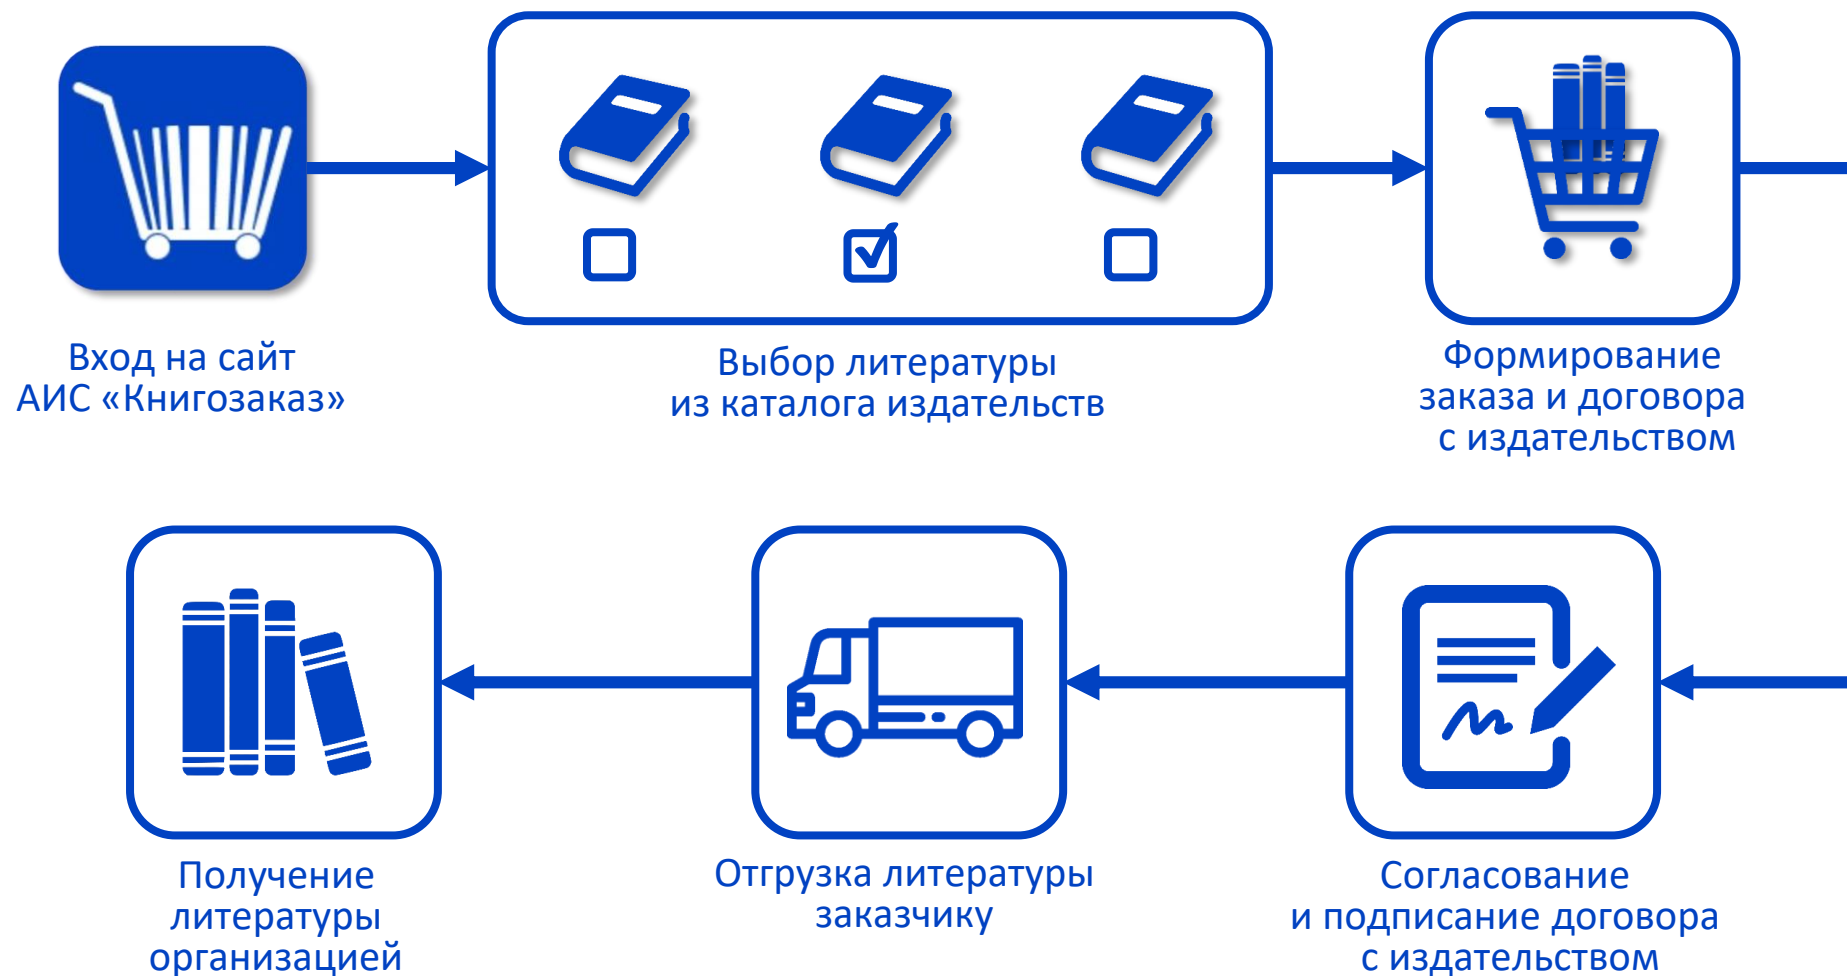 Вход на сайт
АИС «Книгозаказ»
Выбор литературы
из каталога издательств
Формирование
заказа и договора
с издательством
Получение
литературы
организацией
Отгрузка литературы
заказчику
Согласование
и подписание договора
с издательством